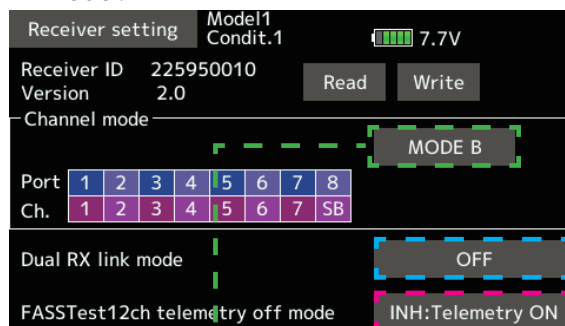 Receiver setting Model1
Condit.1 7.7V
Receiver ID 225950010 Read Write
Version 2.0
Channel mode
MODE B
Port 1 2 3 4 5 6 7 8
Ch. 1 2 3 4 5 6 7 SB
Dual RX link mode OFF
FASSTest12ch telemetry off mode INH:Telemetry ON